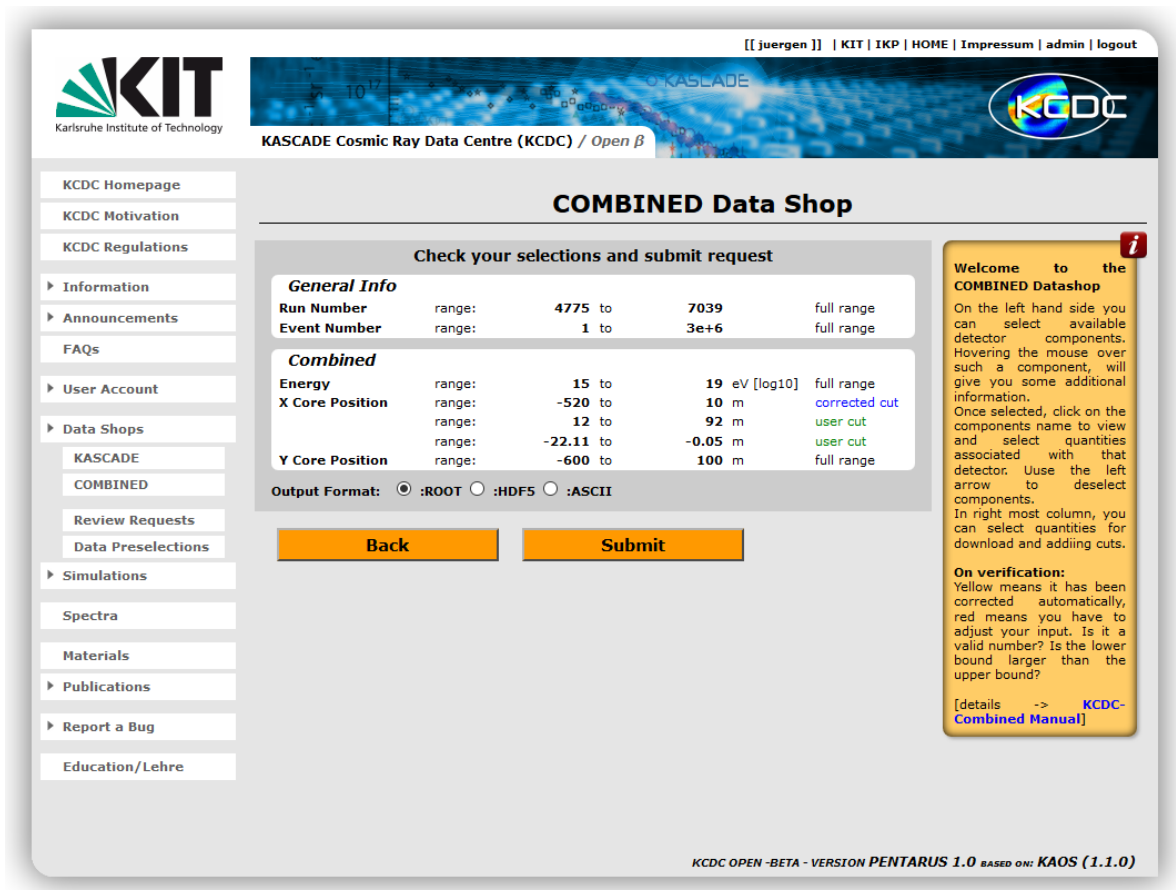 [[ juergen ]] | KIT | IKP | HOME | Impressum | admin | logout
KIT
Karlsruhe Institute of Technology
10¹⁷
KASCADE
KCDC
KASCADE Cosmic Ray Data Centre (KCDC) / Open β
KCDC Homepage
KCDC Motivation
KCDC Regulations
Information
Announcements
FAQs
User Account
Data Shops
KASCADE
COMBINED
Review Requests
Data Preselections
Simulations
Spectra
Materials
Publications
Report a Bug
Education/Lehre
COMBINED Data Shop
Check your selections and submit request
General Info
Run Number range: 4775 to 7039 full range
Event Number range: 1 to 3e+6 full range
Combined
Energy range: 15 to 19 eV [log10] full range
X Core Position range: -520 to 10 m corrected cut
range: 12 to 92 m user cut
range: -22.11 to -0.05 m user cut
Y Core Position range: -600 to 100 m full range
Output Format: :ROOT :HDF5 :ASCII
Back Submit
i
Welcome to the
COMBINED Datashop
On the left hand side you
can select available
detector components.
Hovering the mouse over
such a component, will
give you some additional
information.
Once selected, click on the
components name to view
and select quantities
associated with that
detector. Uuse the left
arrow to deselect
components.
In right most column, you
can select quantities for
download and addiing cuts.
On verification:
Yellow means it has been
corrected automatically,
red means you have to
adjust your input. Is it a
valid number? Is the lower
bound larger than the
upper bound?
[details -> KCDC-
Combined Manual]
KCDC OPEN -BETA - VERSION PENTARUS 1.0 BASED ON: KAOS (1.1.0)